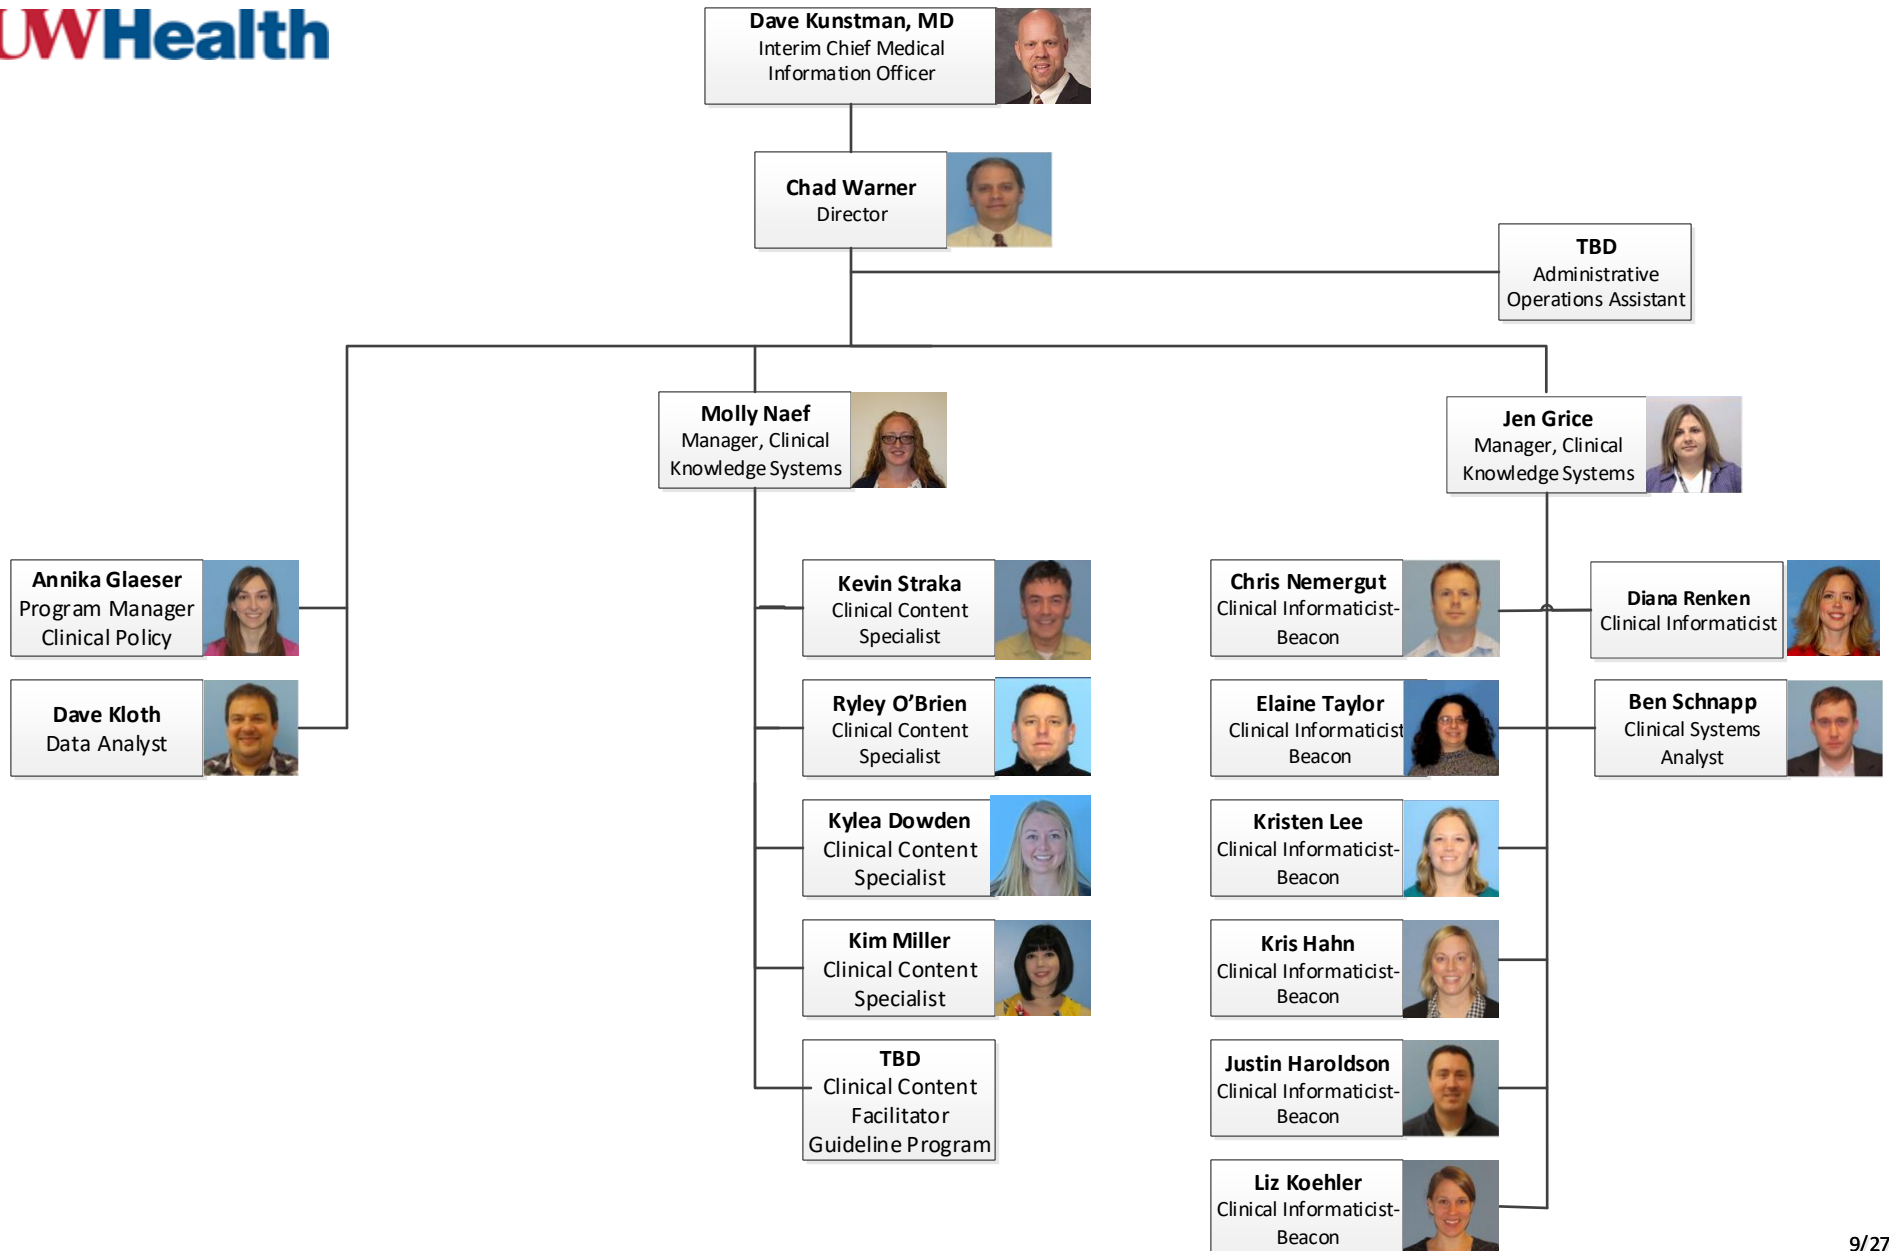 UWHealth
Dave Kunstman, MD
Interim Chief Medical
Information Officer
Chad Warner
Director
TBD
Administrative
Operations Assistant
Molly Naef
Manager, Clinical
Knowledge Systems
Jen Grice
Manager, Clinical
Knowledge Systems
Annika Glaeser
Program Manager
Clinical Policy
Dave Kloth
Data Analyst
Kevin Straka
Clinical Content
Specialist
Ryley O’Brien
Clinical Content
Specialist
Kylea Dowden
Clinical Content
Specialist
Kim Miller
Clinical Content
Specialist
TBD
Clinical Content
Facilitator
Guideline Program
Chris Nemergut
Clinical Informaticist-
Beacon
Elaine Taylor
Clinical Informaticist
Beacon
Kristen Lee
Clinical Informaticist-
Beacon
Kris Hahn
Clinical Informaticist-
Beacon
Justin Haroldson
Clinical Informaticist-
Beacon
Liz Koehler
Clinical Informaticist-
Beacon
Diana Renken
Clinical Informaticist
Ben Schnapp
Clinical Systems
Analyst
9/27